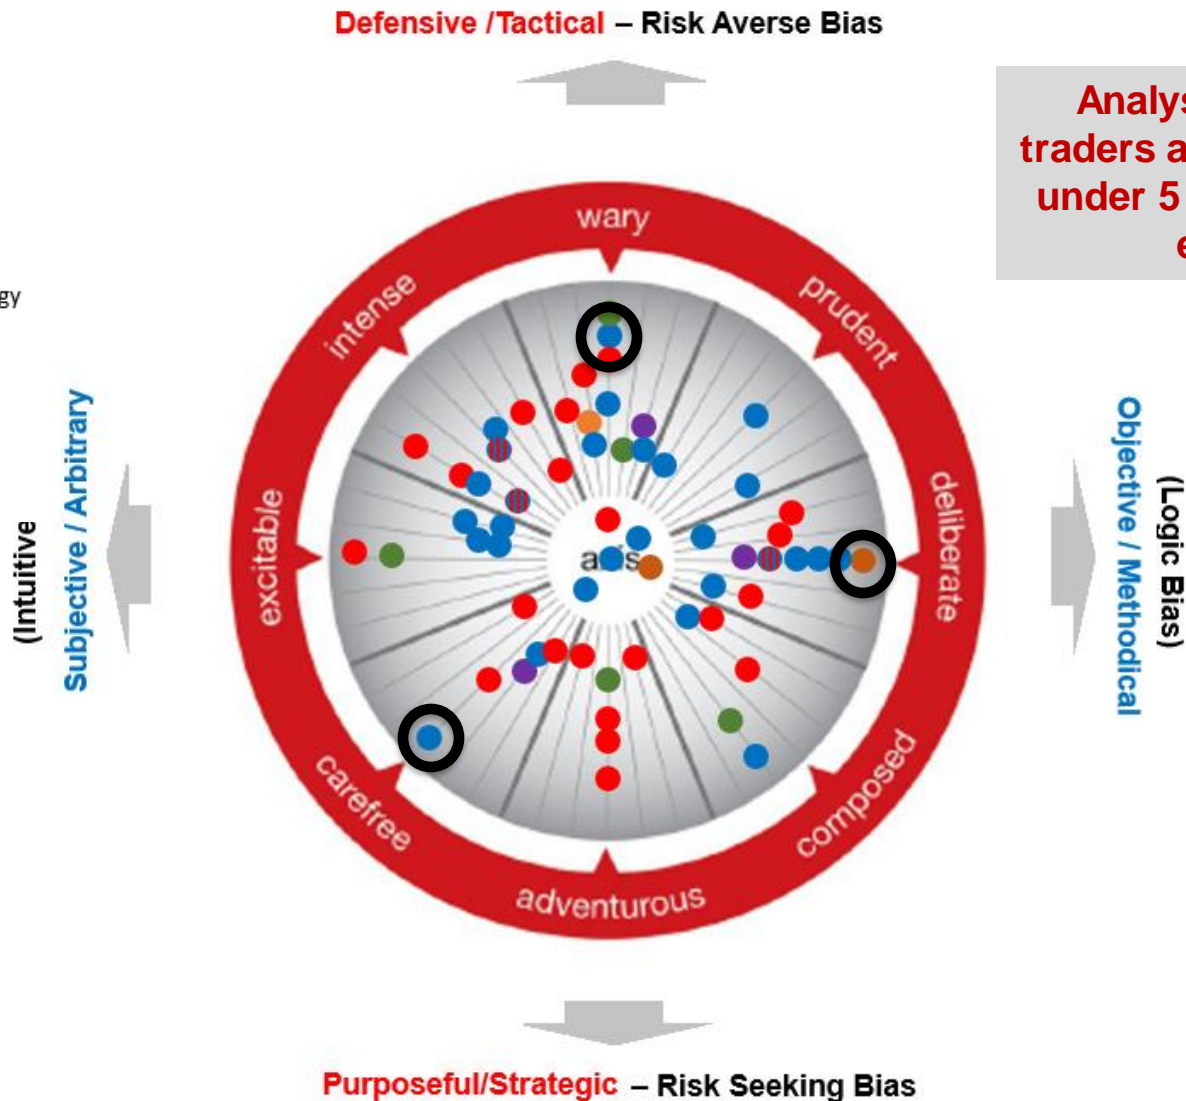 Defensive /Tactical – Risk Averse Bias
traders a
under 5
gy
wary
intense
prudent
excitable
deliberate
carefree
composed
adventurous
(Intuitive
Subjective / Arbitrary
Objective / Methodical
(Logic Bias)
Purposeful/Strategic – Risk Seeking Bias